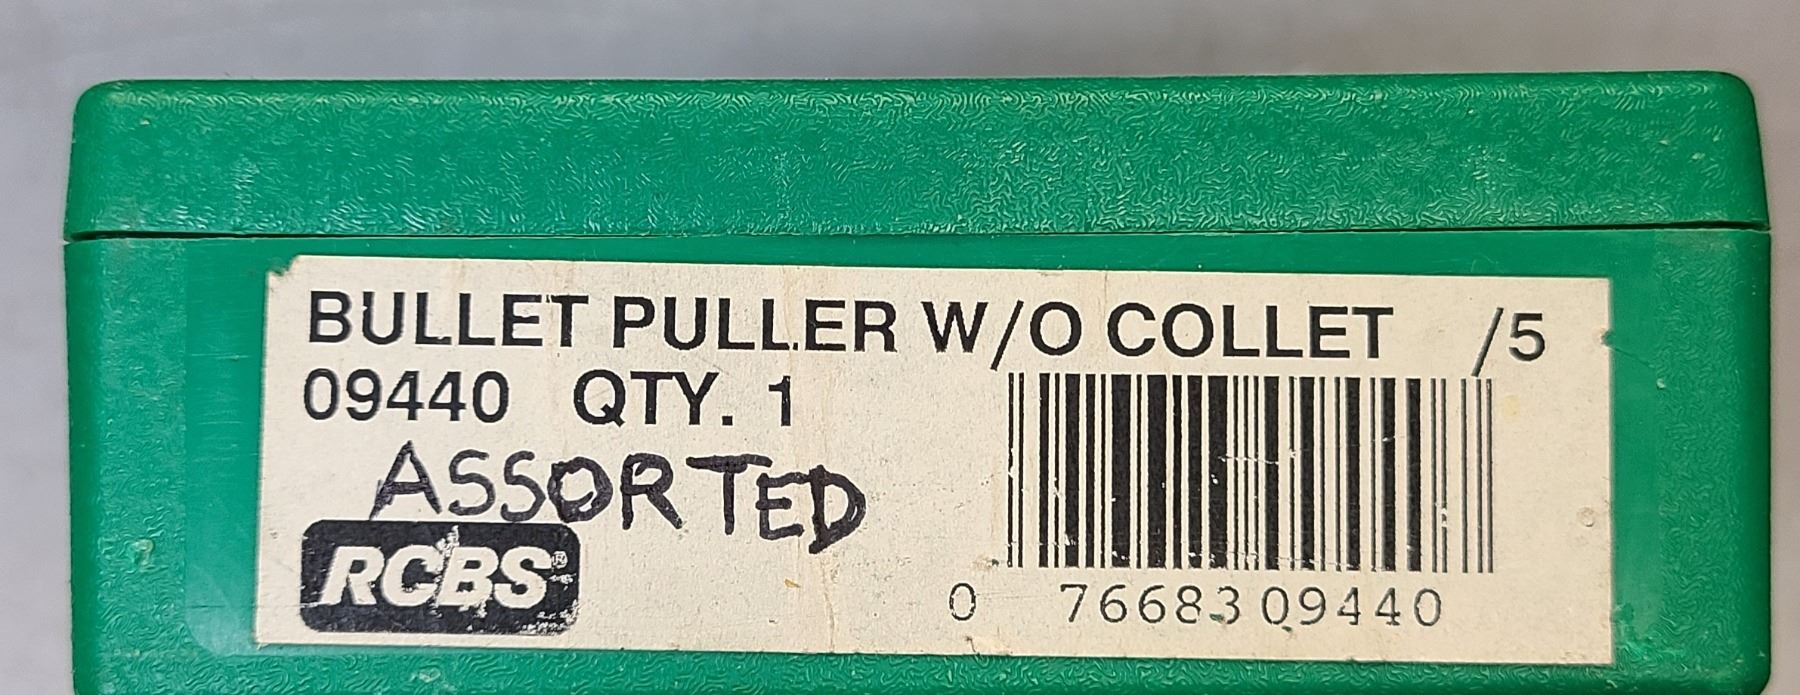 BULLET PULLER W/O COLLET /5
09440 QTY. 1
ASSORTED
RCBS®
0 76683 09440